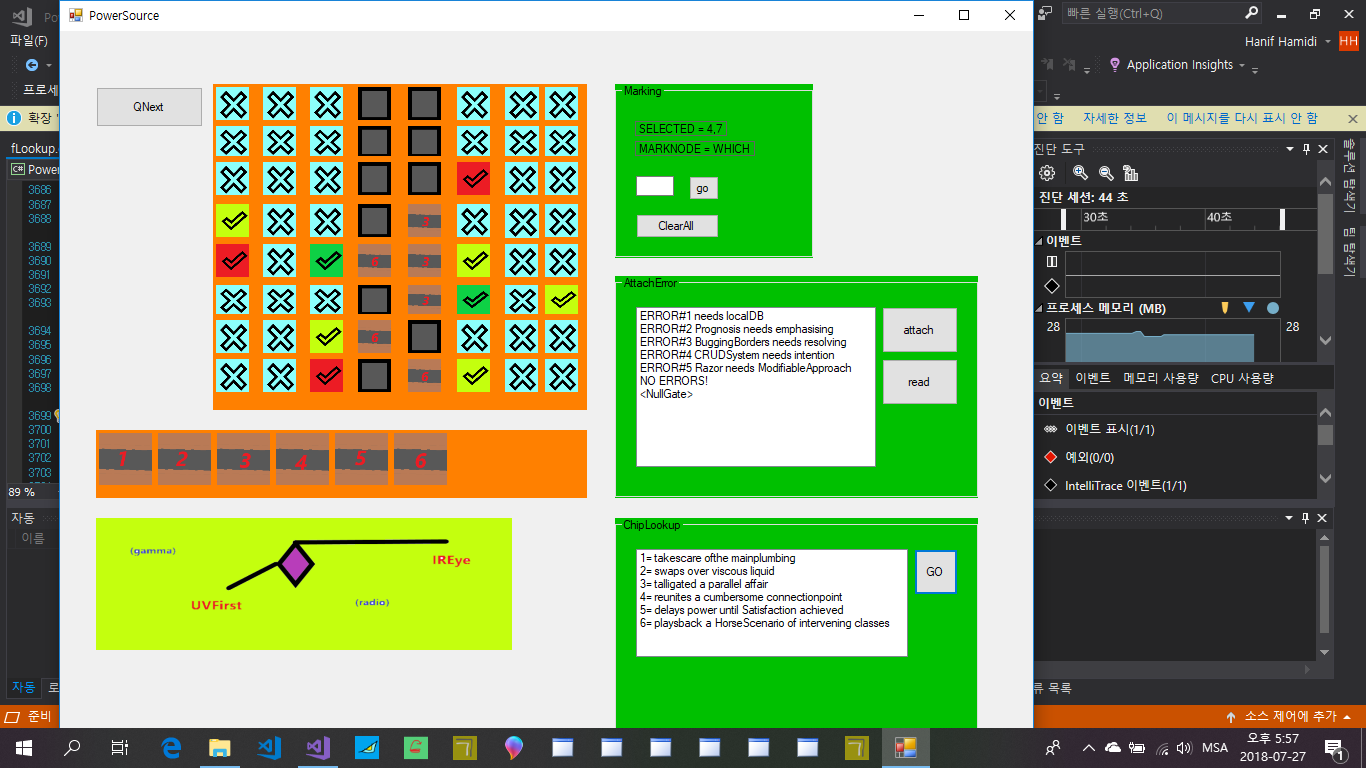 PowerSource
빠른 실행(Ctrl+Q)
파일(F)
Hanif Hamidi
HH
Application Insights
프로세
확장
안 함
자세한 정보
이 메시지를 다시 표시 안 함
fLookup.
C# Power
3686
3687
3688
3689
3690
3691
3692
3693
3694
3695
3696
3697
3698
3699
3700
3701
3702
3703
89 %
자동
이름
자동
로
준비
QNext
1
2
3
4
5
6
(gamma)
IREye
UVFirst
(radio)
Marking
SELECTED = 4,7
MARKNODE = WHICH
go
ClearAll
AttachError
ERROR#1 needs localDB
ERROR#2 Prognosis needs emphasising
ERROR#3 BuggingBorders needs resolving
ERROR#4 CRUDSystem needs intention
ERROR#5 Razor needs ModifiableApproach
NO ERRORS!
<NullGate>
attach
read
ChipLookup
1= takescare ofthe mainplumbing
2= swaps over viscous liquid
3= talligated a parallel affair
4= reunites a cumbersome connectionpoint
5= delays power until Satisfaction achieved
6= playsback a HorseScenario of intervening classes
GO
진단 도구
솔루션 탐색기
팀 탐색기
진단 세션: 44 초
30초
40초
이벤트
프로세스 메모리 (MB)
28
28
요약
이벤트
메모리 사용량
CPU 사용량
이벤트
이벤트 표시(1/1)
예외(0/0)
IntelliTrace 이벤트(1/1)
류 목록
소스 제어에 추가
MSA
오후 5:57
2018-07-27
1